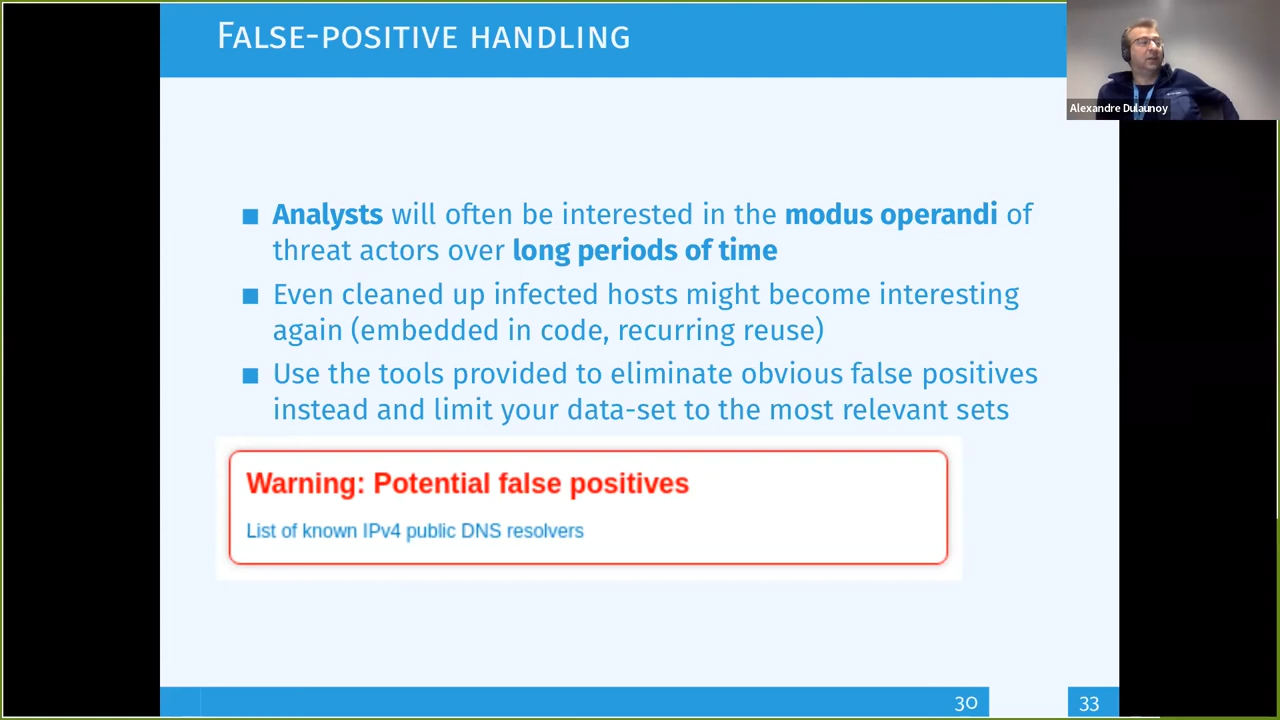 FALSE-POSITIVE HANDLING
Alexandre Dulaunoy
■ Analysts will often be interested in the modus operandi of
threat actors over long periods of time
■ Even cleaned up infected hosts might become interesting
again (embedded in code, recurring reuse)
■ Use the tools provided to eliminate obvious false positives
instead and limit your data-set to the most relevant sets
Warning: Potential false positives
List of known IPv4 public DNS resolvers
30
33